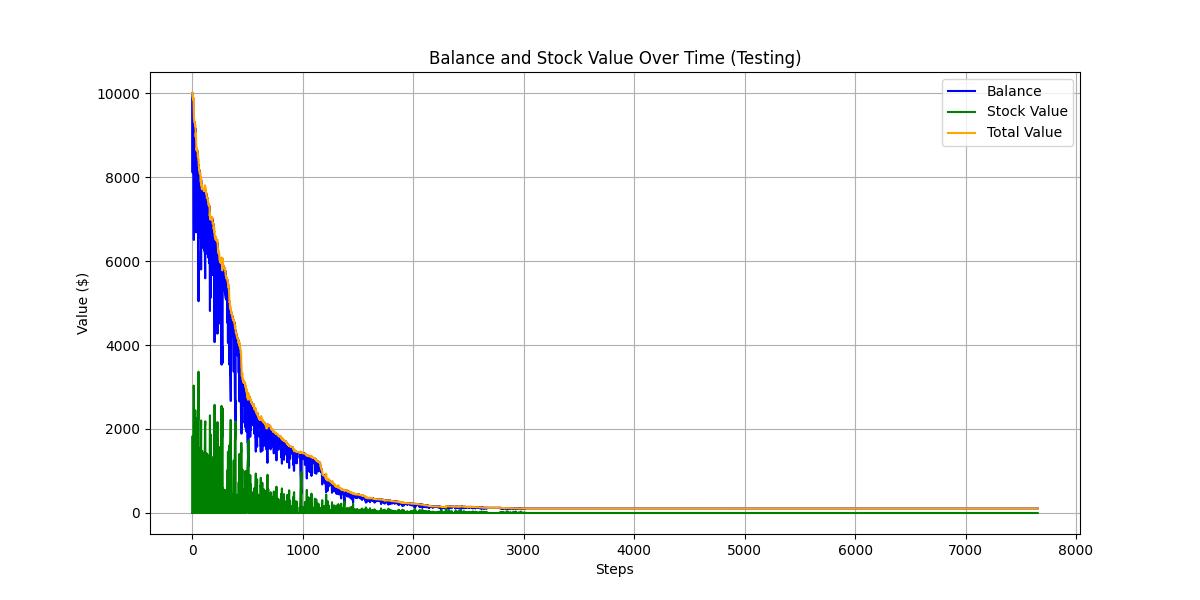 Balance and Stock Value Over Time (Testing)
Balance
Stock Value
Total Value
Value ($)
10000
8000
6000
4000
2000
0
0 1000 2000 3000 4000 5000 6000 7000 8000
Steps